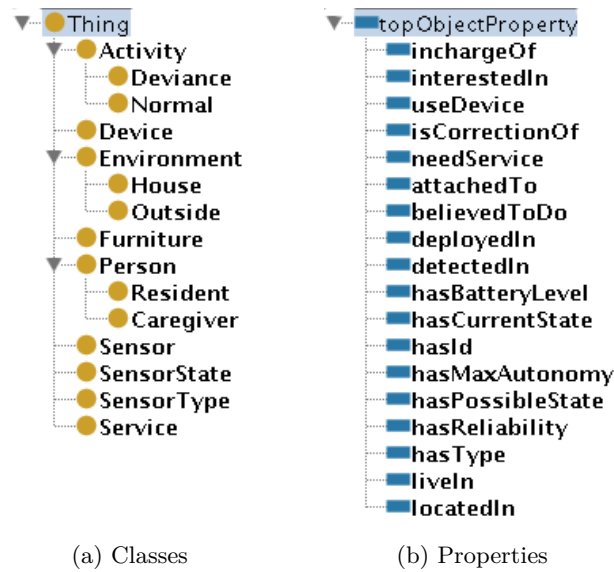 Thing
Activity
Deviance
Normal
Device
Environment
House
Outside
Furniture
Person
Resident
Caregiver
Sensor
SensorState
SensorType
Service
(a) Classes
topObjectProperty
inchargeOf
interestedIn
useDevice
isCorrectionOf
needService
attachedTo
believedToDo
deployedIn
detectedIn
hasBatteryLevel
hasCurrentState
hasId
hasMaxAutonomy
hasPossibleState
hasReliability
hasType
liveIn
locatedIn
(b) Properties